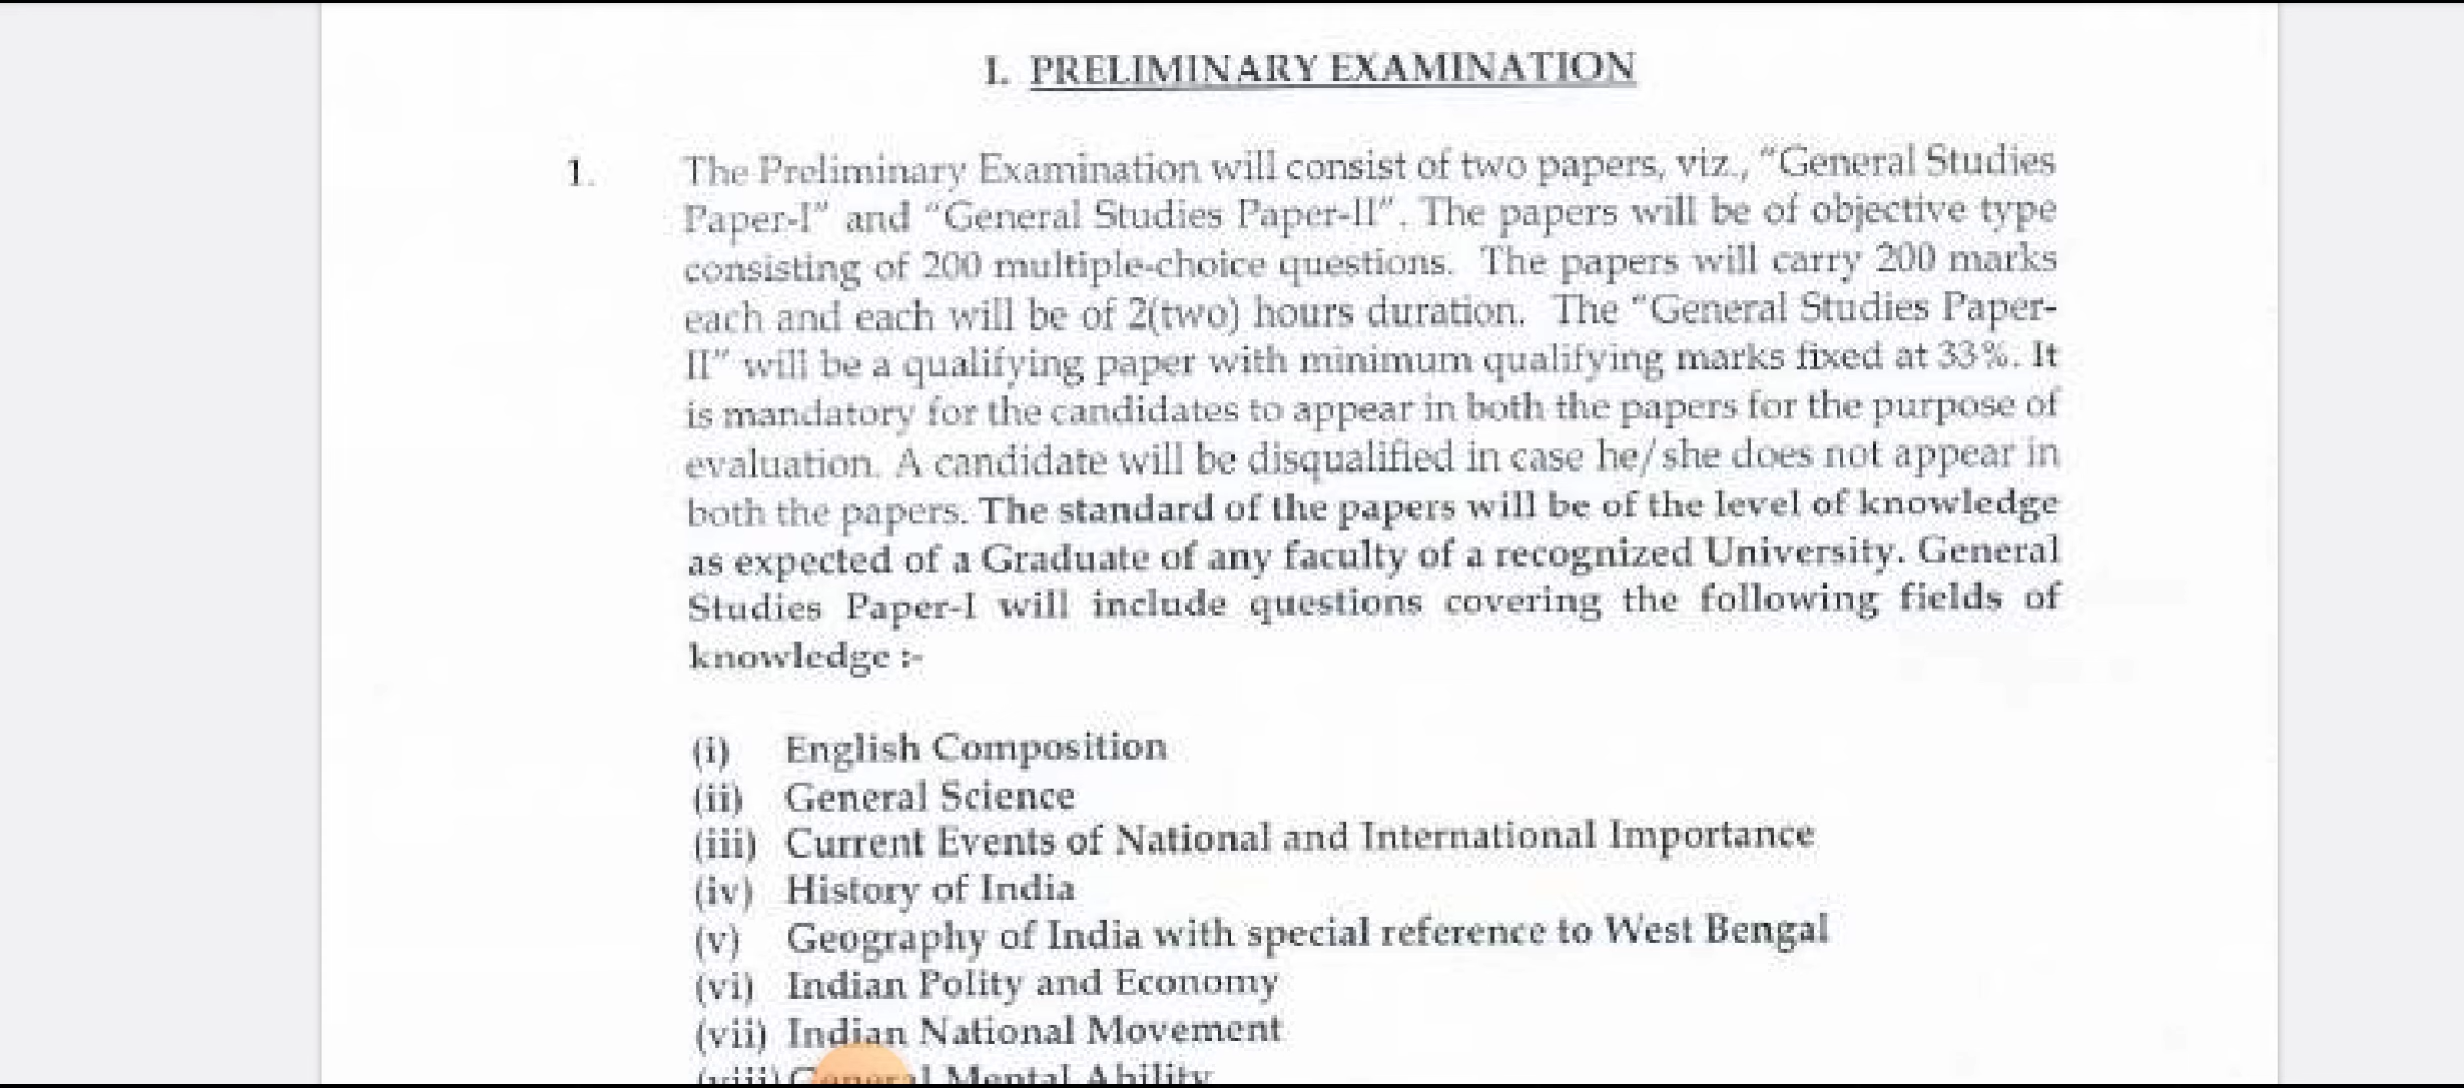 I. PRELIMINARY EXAMINATION
1. The Preliminary Examination will consist of two papers, viz., "General Studies
Paper-I" and "General Studies Paper-II". The papers will be of objective type
consisting of 200 multiple-choice questions. The papers will carry 200 marks
each and each will be of 2(two) hours duration. The "General Studies Paper-
II" will be a qualifying paper with minimum qualifying marks fixed at 33%. It
is mandatory for the candidates to appear in both the papers for the purpose of
evaluation. A candidate will be disqualified in case he/she does not appear in
both the papers. The standard of the papers will be of the level of knowledge
as expected of a Graduate of any faculty of a recognized University. General
Studies Paper-I will include questions covering the following fields of
knowledge :-
(i) English Composition
(ii) General Science
(iii) Current Events of National and International Importance
(iv) History of India
(v) Geography of India with special reference to West Bengal
(vi) Indian Polity and Economy
(vii) Indian National Movement
(viii) General Mental Ability